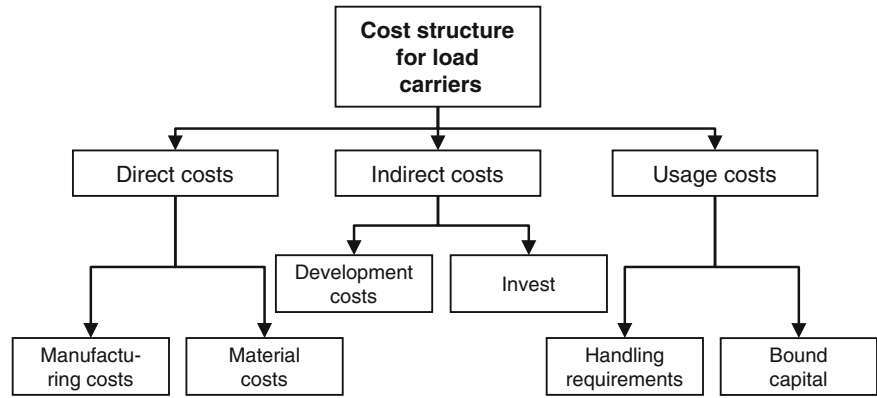 Cost structure
for load
carriers
Direct costs
Indirect costs
Usage costs
Development
costs
Invest
Manufactu-
ring costs
Material
costs
Handling
requirements
Bound
capital